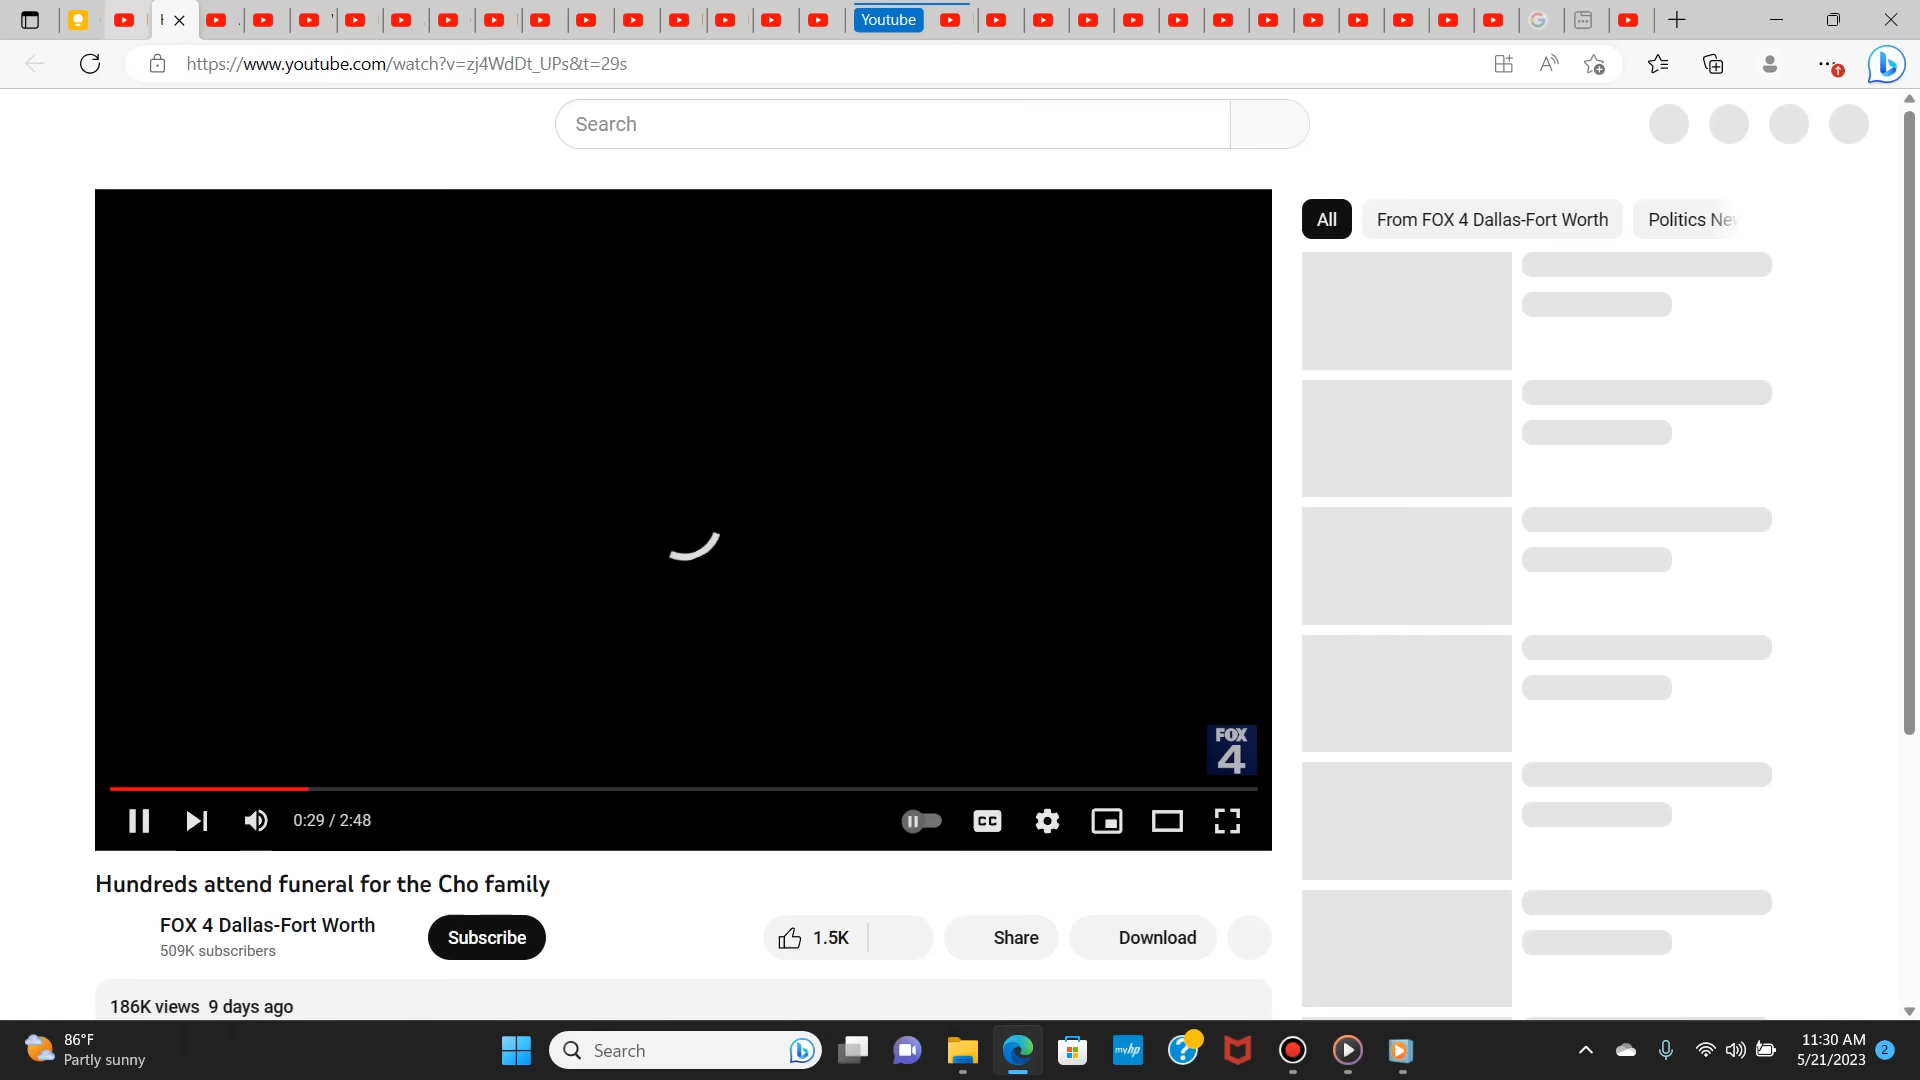 Youtube
https://www.youtube.com/watch?v=zj4WdDt_UPs&t=29s
Search
All
From FOX 4 Dallas-Fort Worth
Politics Ne
FOX
4
0:29 / 2:48
CC
Hundreds attend funeral for the Cho family
FOX 4 Dallas-Fort Worth
509K subscribers
Subscribe
1.5K
Share
Download
186K views 9 days ago
86°F
Partly sunny
Search
myhp
11:30 AM
5/21/2023
2